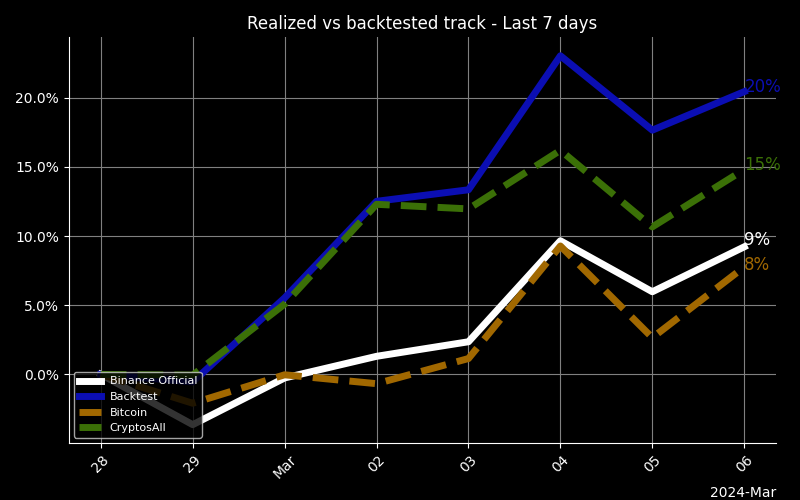 Realized vs backtested track - Last 7 days
20.0%
15.0%
10.0%
5.0%
0.0%
20%
15%
9%
8%
Binance Official
Backtest
Bitcoin
CryptosAll
28
29
Mar
02
03
04
05
06
2024-Mar